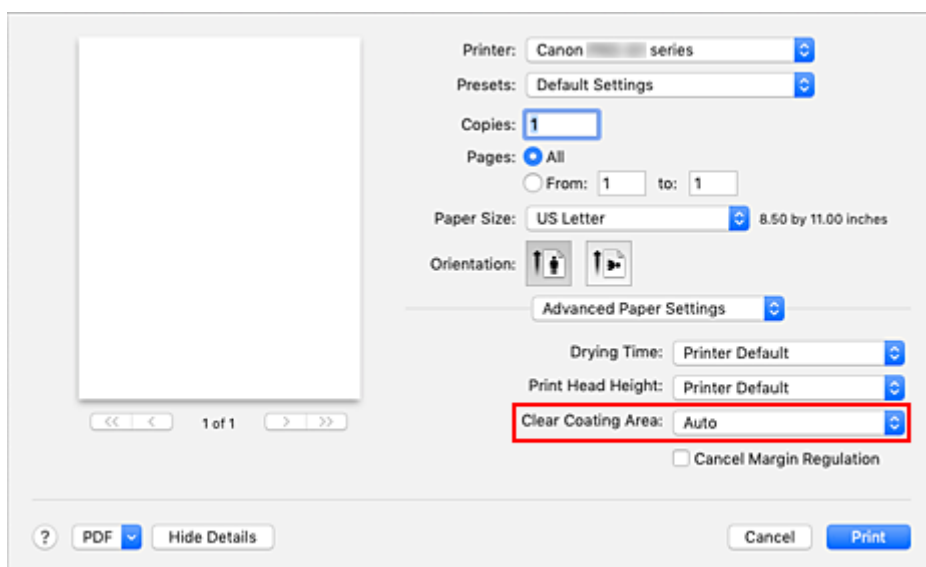 Printer: Canon series
Presets: Default Settings
Copies: 1
Pages: All
From: 1 to: 1
Paper Size: US Letter 8.50 by 11.00 inches
Orientation:
Advanced Paper Settings
Drying Time: Printer Default
Print Head Height: Printer Default
Clear Coating Area: Auto
Cancel Margin Regulation
<< < 1 of 1 > >>
? PDF Hide Details Cancel Print